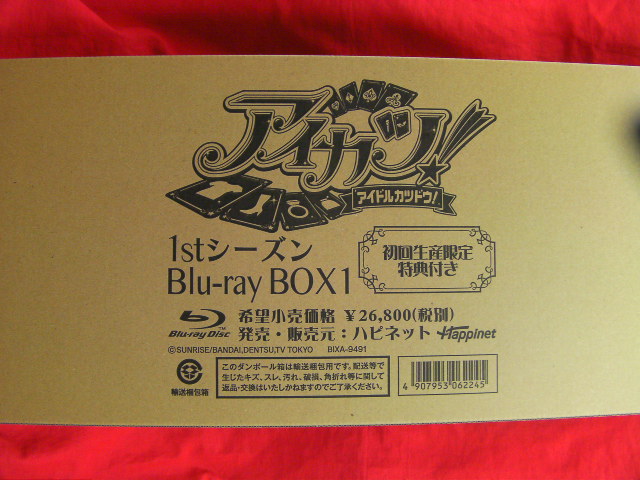 アイカツ!
アイドルカツドウ!
1stシーズン
Blu-ray BOX1
初回生産限定
特典付き
Blu-ray Disc™
希望小売価格 ¥26,800(税別)
発売・販売元:ハピネット Happinet
©SUNRISE/BANDAI,DENTSU,TV TOKYO BIXA-9491
輸送梱包箱
このダンボール箱は輸送梱包用です。配送等で
生じたキズ、スレ、汚れ、破損、角折れ等に関して
返品・交換はいたしかねますのでご了承ください。
4 907953 062245